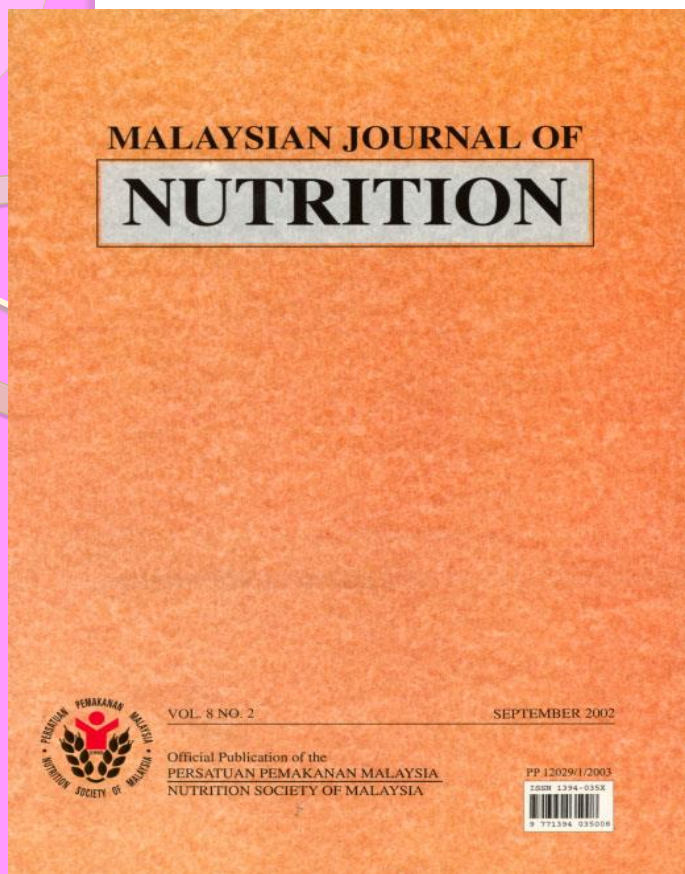 MALAYSIAN JOURNAL OF
NUTRITION
PERSATUAN PEMAKANAN MALAYSIA
NUTRITION SOCIETY OF MALAYSIA
VOL. 8 NO. 2
SEPTEMBER 2002
Official Publication of the
PERSATUAN PEMAKANAN MALAYSIA
NUTRITION SOCIETY OF MALAYSIA
PP 12029/1/2003
ISSN 1394-035X
9 771394 035008